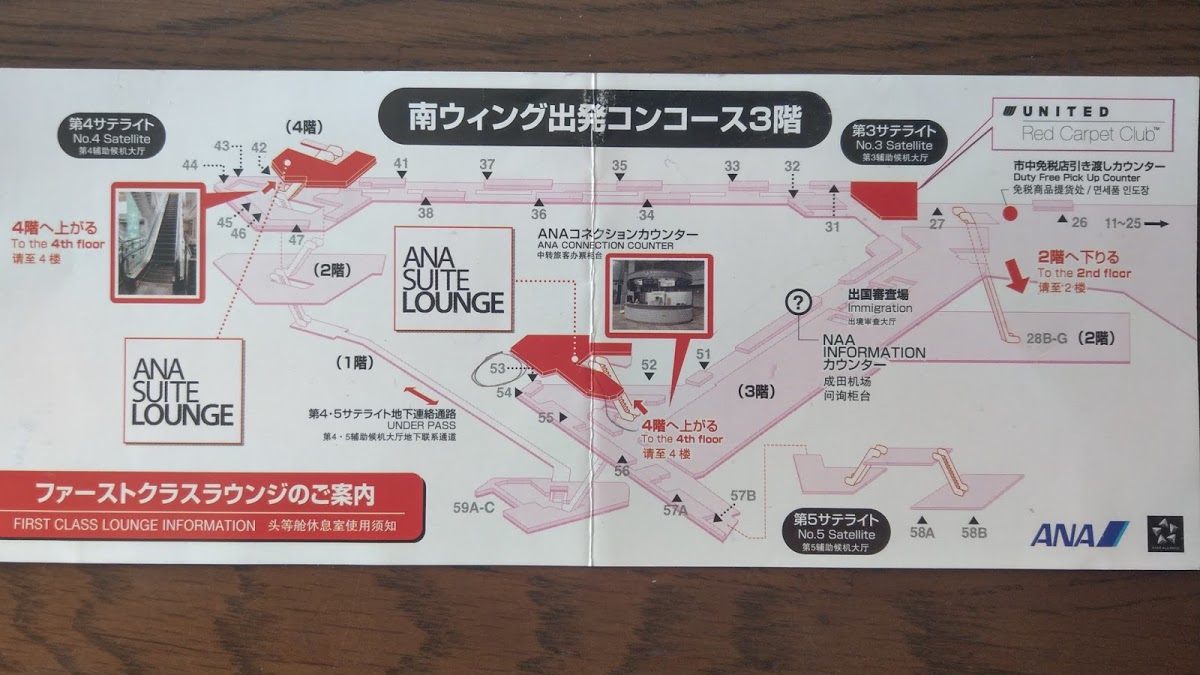 南ウィング出発コンコース3階
第4サテライト
No.4 Satellite
第4辅助候机大厅
(4階)
第3サテライト
No.3 Satellite
第3辅助候机大厅
UNITED
Red Carpet Club™
市中免税店引き渡しカウンター
Duty Free Pick Up Counter
免税商品提货处 / 면세품 인도장
44
43
42
41
37
35
33
32
45
46
47
38
36
34
31
27
26
11~25
4階へ上がる
To the 4th floor
请至 4 楼
(2階)
ANA
SUITE
LOUNGE
ANAコネクションカウンター
ANA CONNECTION COUNTER
中转旅客办票柜台
2階へ下りる
To the 2nd floor
请至 2 楼
出国審査場
Immigration
出境审查大厅
?
NAA
INFORMATION
カウンター
成田机场
问询柜台
28B-G
(2階)
ANA
SUITE
LOUNGE
(1階)
第4・5サテライト地下連絡通路
UNDER PASS
第4・5辅助候机大厅地下联系通道
53
54
55
52
51
(3階)
4階へ上がる
To the 4th floor
请至 4 楼
56
57A
57B
59A-C
第5サテライト
No.5 Satellite
第5辅助候机大厅
58A
58B
ファーストクラスラウンジのご案内
FIRST CLASS LOUNGE INFORMATION 头等舱休息室使用须知
ANA